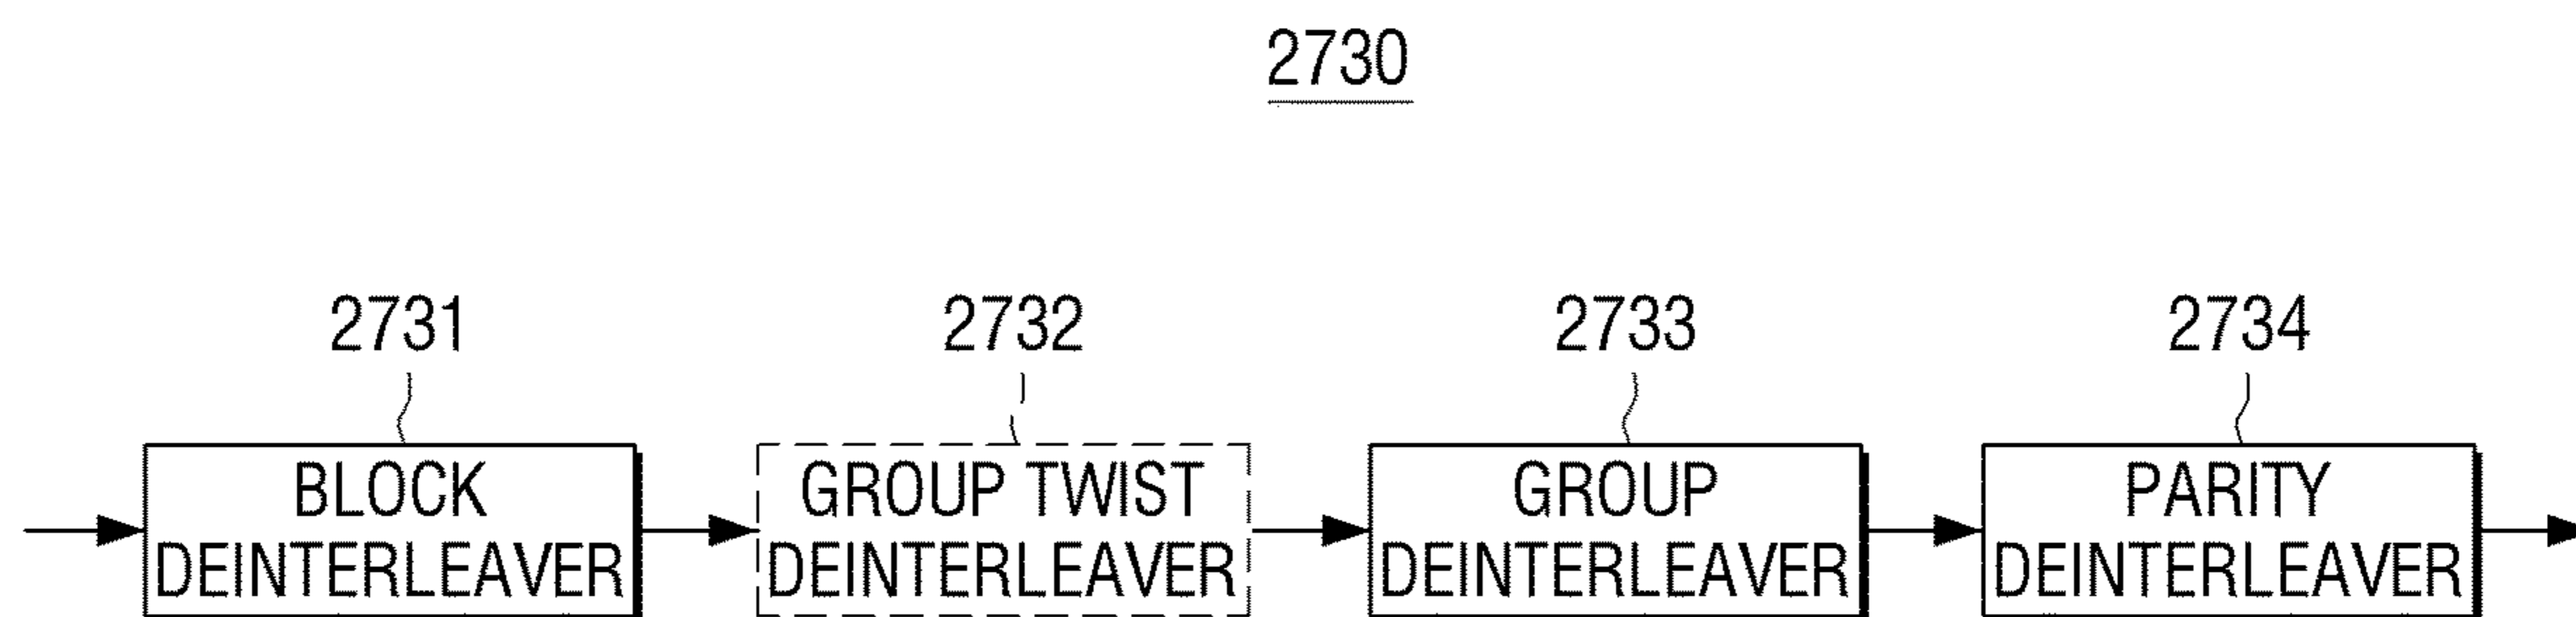 2730
2731
2732
2733
2734
BLOCK
DEINTERLEAVER
GROUP TWIST
DEINTERLEAVER
GROUP
DEINTERLEAVER
PARITY
DEINTERLEAVER